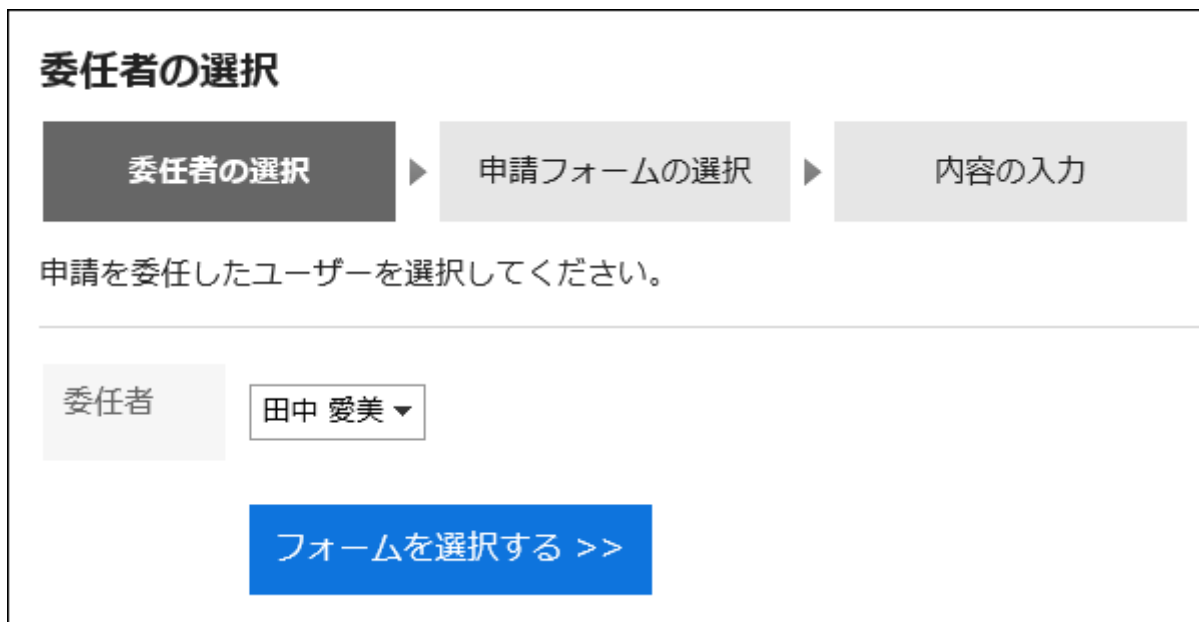 委任者の選択
委任者の選択 ▶ 申請フォームの選択 ▶ 内容の入力
申請を委任したユーザーを選択してください。
委任者 田中 愛美
フォームを選択する >>